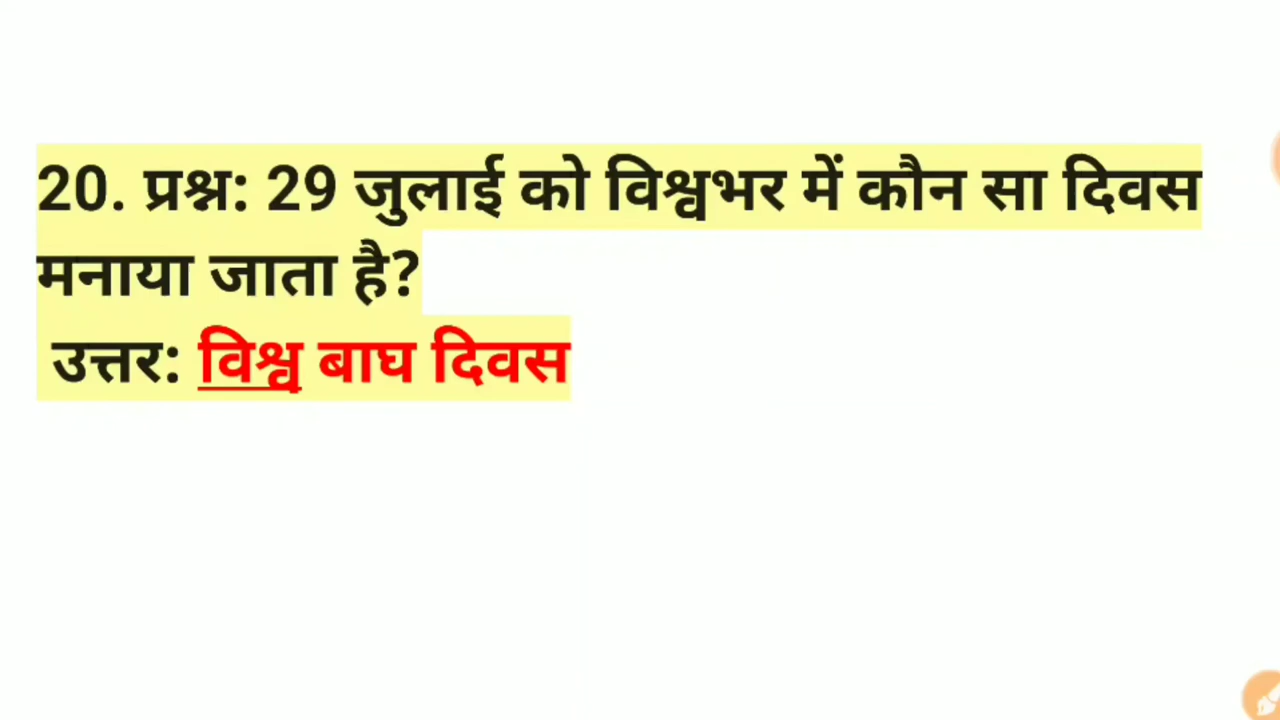 20. प्रश्न: 29 जुलाई को विश्वभर में कौन सा दिवस
मनाया जाता है?
उत्तर: विश्व बाघ दिवस